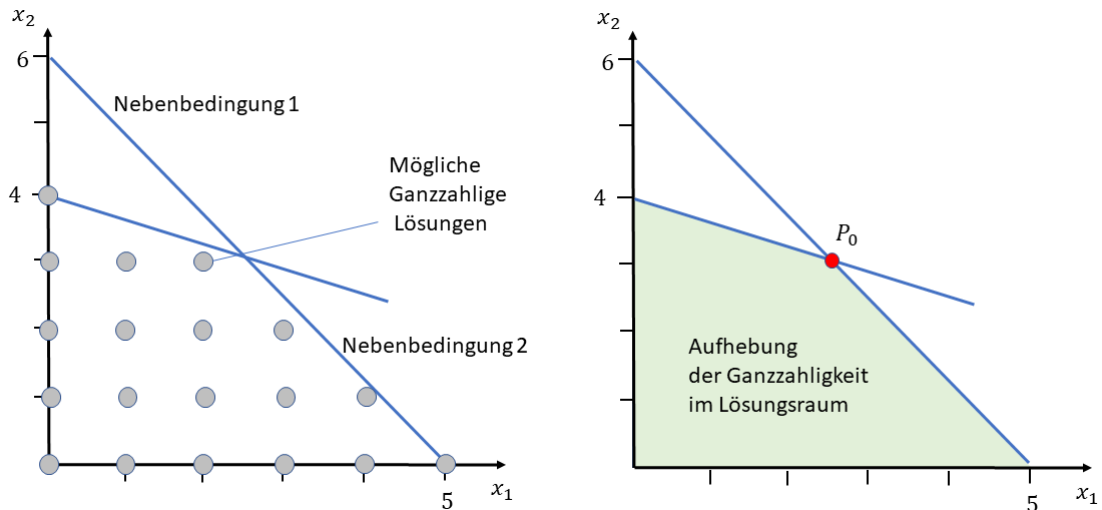 x₂
6
Nebenbedingung 1
Mögliche
Ganzzahlige
Lösungen
4
Nebenbedingung 2
5
x₁
x₂
6
4
P₀
Aufhebung
der Ganzzahligkeit
im Lösungsraum
5
x₁